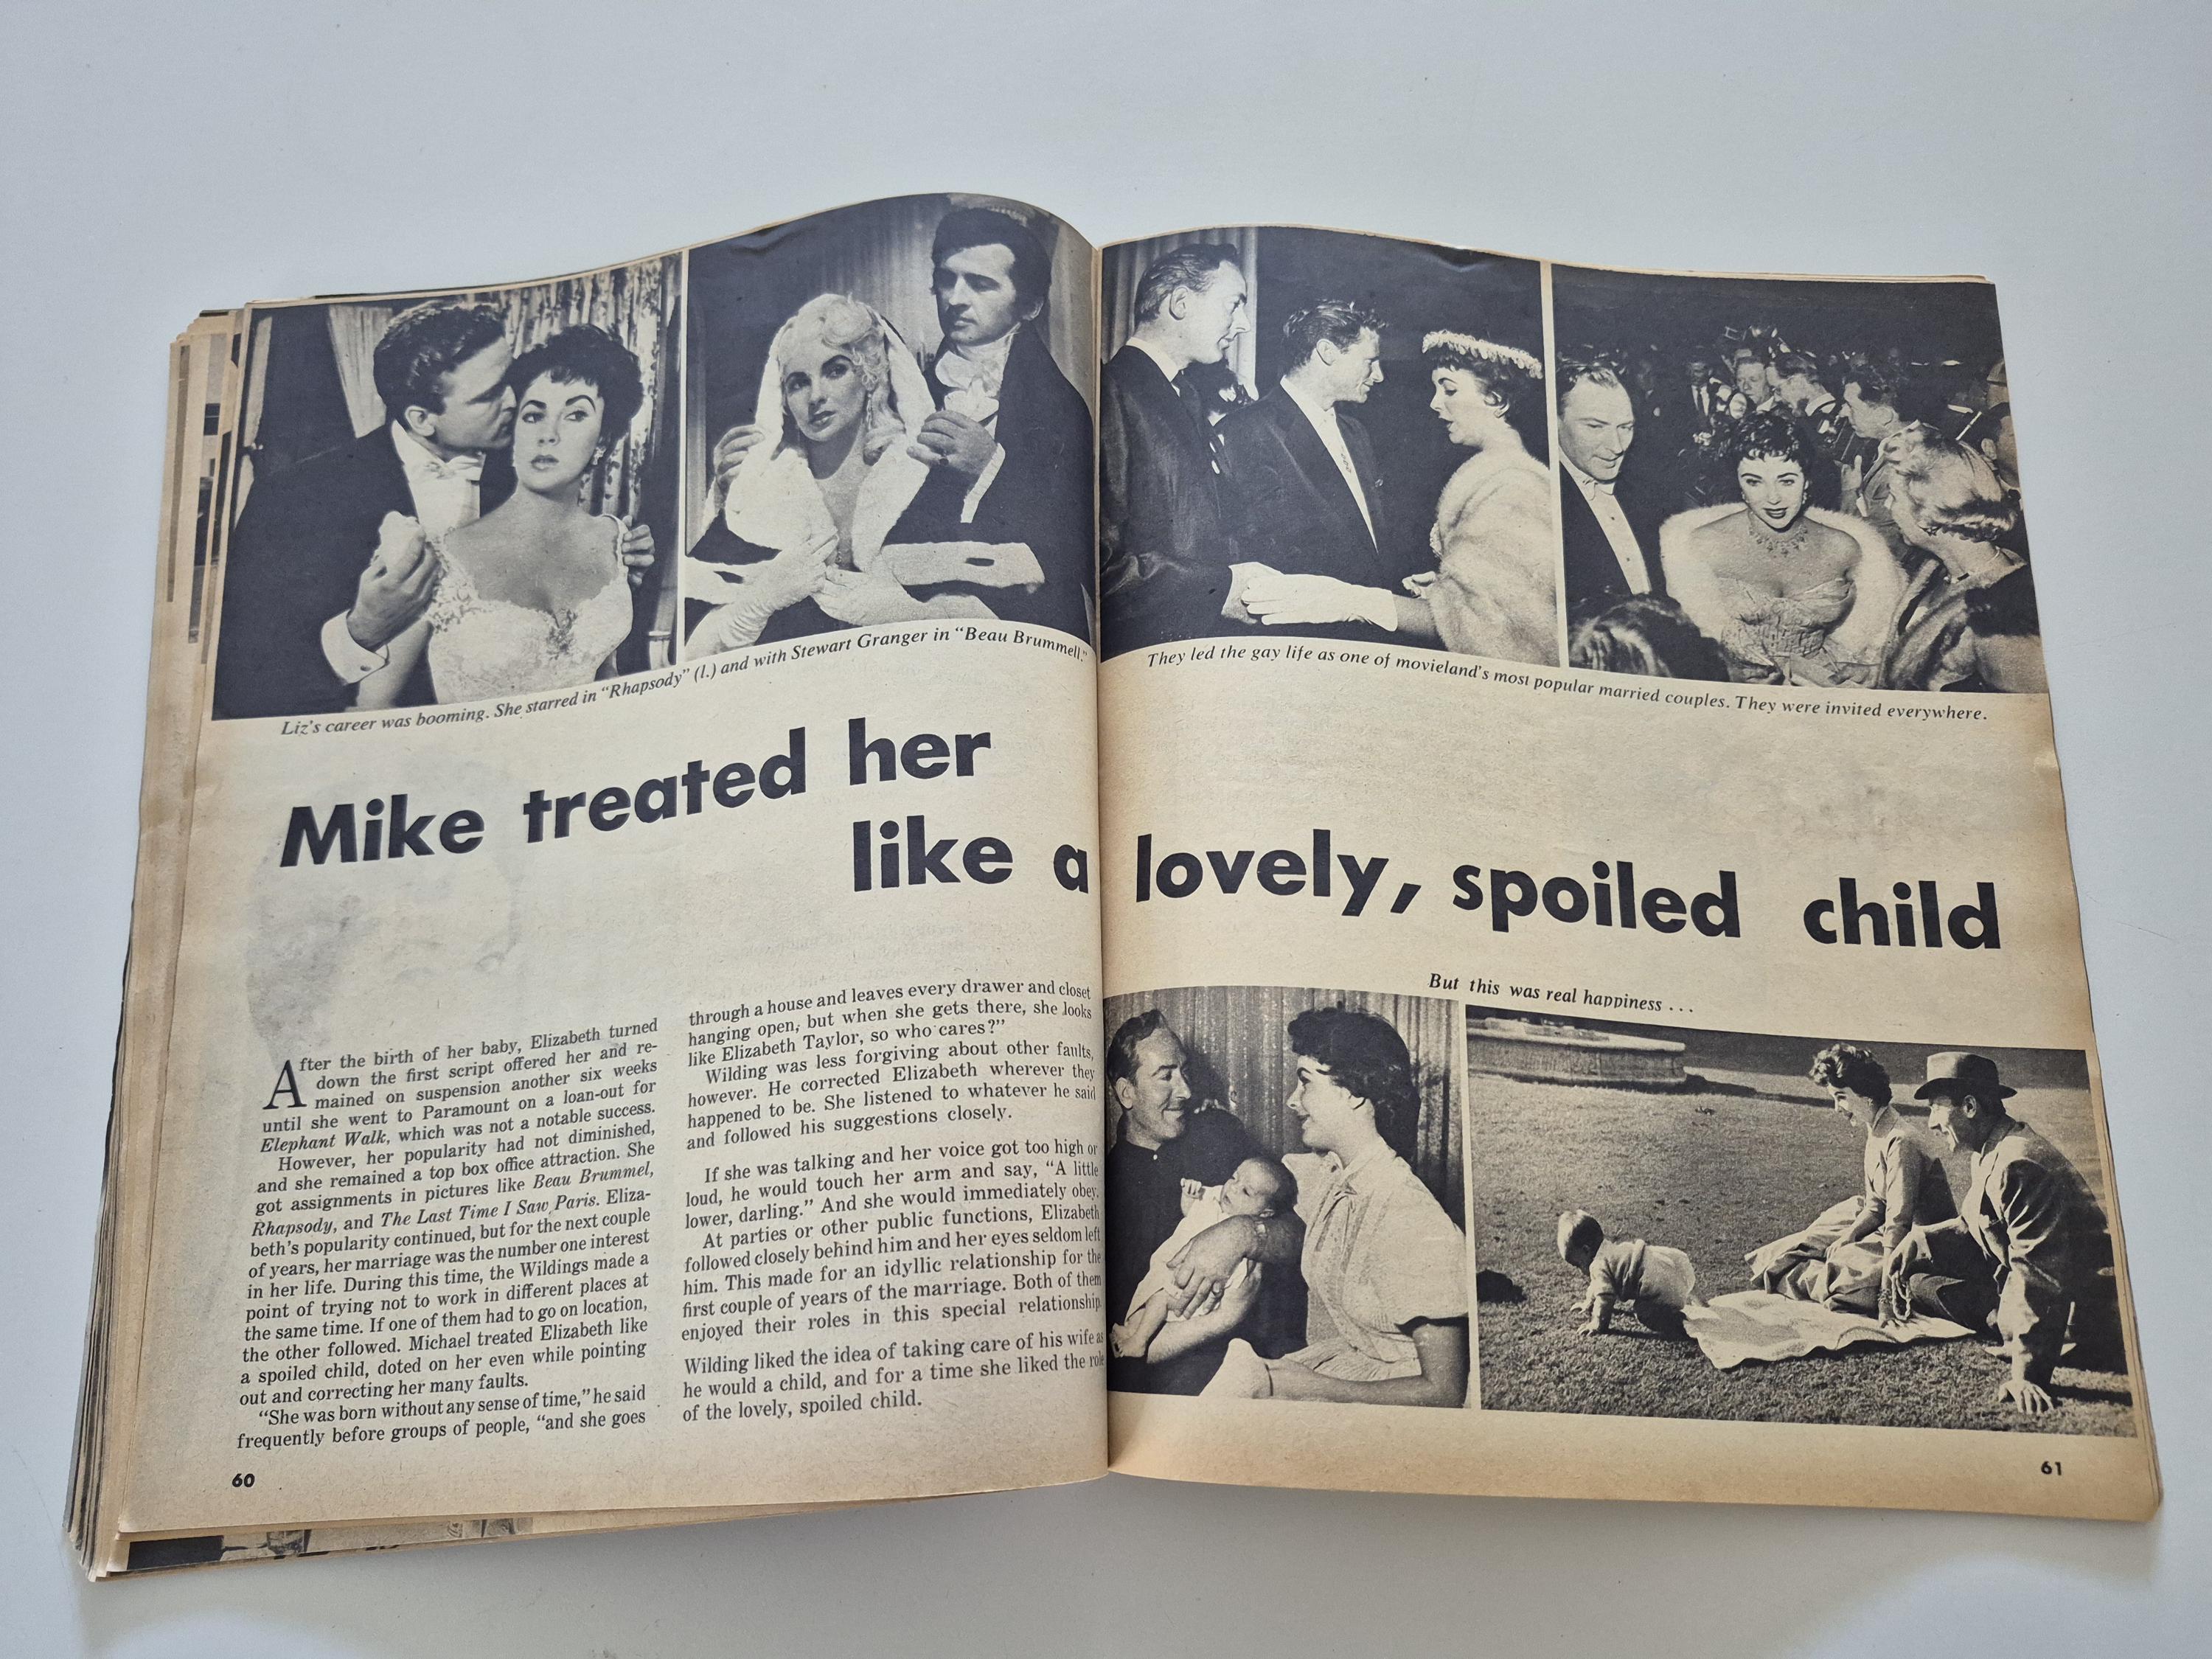 Liz's career was booming. She starred in "Rhapsody" (l.) and with Stewart Granger in "Beau Brummell."
They led the gay life as one of movieland's most popular married couples. They were invited everywhere.
Mike treated her
like a lovely, spoiled child
After the birth of her baby, Elizabeth turned
down the first script offered her and re-
mained on suspension another six weeks
until she went to Paramount on a loan-out for
Elephant Walk, which was not a notable success.
However, her popularity had not diminished,
and she remained a top box office attraction. She
got assignments in pictures like Beau Brummel,
Rhapsody, and The Last Time I Saw Paris. Eliza-
beth's popularity continued, but for the next couple
of years, her marriage was the number one interest
in her life. During this time, the Wildings made a
point of trying not to work in different places at
the same time. If one of them had to go on location,
the other followed. Michael treated Elizabeth like
a spoiled child, doted on her even while pointing
out and correcting her many faults.
"She was born without any sense of time," he said
frequently before groups of people, "and she goes
through a house and leaves every drawer and closet
hanging open, but when she gets there, she looks
like Elizabeth Taylor, so who cares?"
Wilding was less forgiving about other faults,
however. He corrected Elizabeth wherever they
happened to be. She listened to whatever he said
and followed his suggestions closely.
If she was talking and her voice got too high or
loud, he would touch her arm and say, "A little
lower, darling." And she would immediately obey.
At parties or other public functions, Elizabeth
followed closely behind him and her eyes seldom left
him. This made for an idyllic relationship for the
first couple of years of the marriage. Both of them
enjoyed their roles in this special relationship.
Wilding liked the idea of taking care of his wife as
he would a child, and for a time she liked the role
of the lovely, spoiled child.
But this was real happiness . . .
60
61